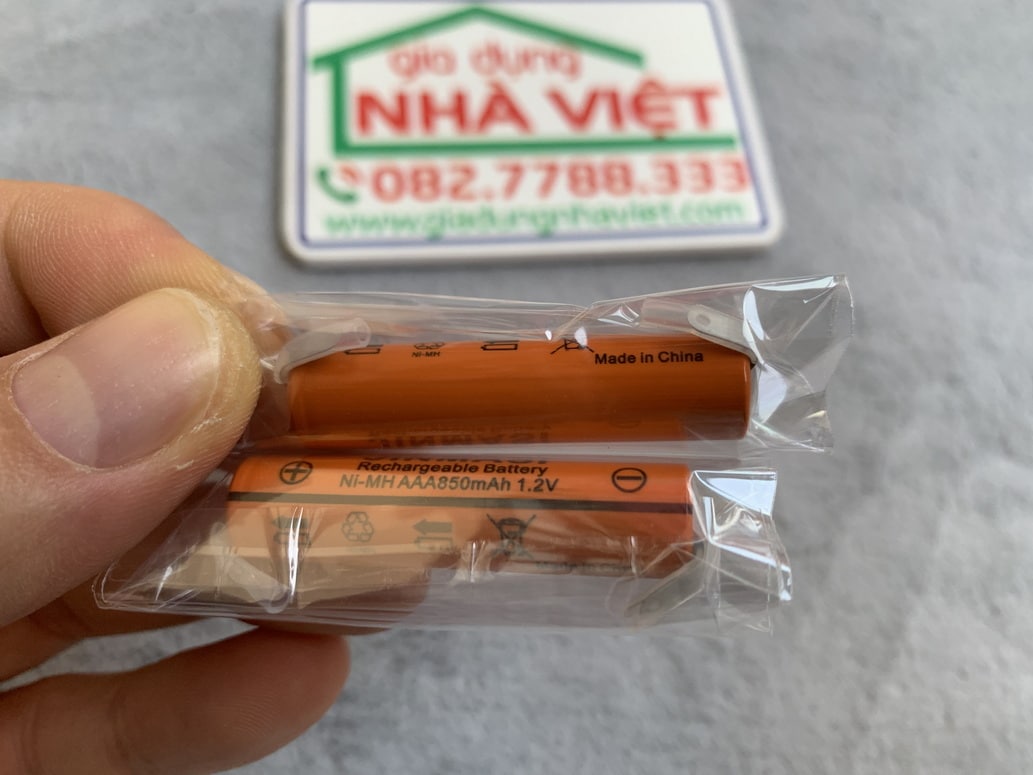 gia dụng
NHÀ VIỆT
082.7788.333
www.giadungnhaviet.com
Ni-MH
Made in China
Rechargeable Battery
Ni-MH AAA850mAh 1.2V